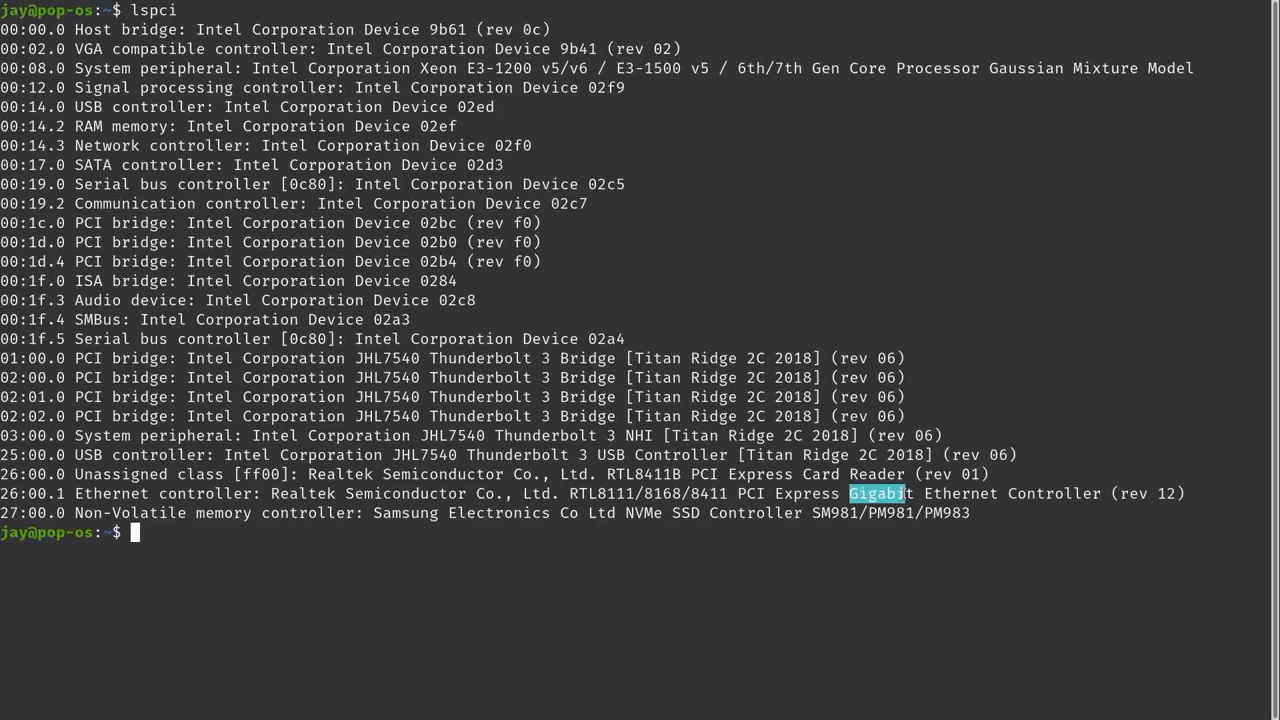 jay@pop-os:~$ lspci
00:00.0 Host bridge: Intel Corporation Device 9b61 (rev 0c)
00:02.0 VGA compatible controller: Intel Corporation Device 9b41 (rev 02)
00:08.0 System peripheral: Intel Corporation Xeon E3-1200 v5/v6 / E3-1500 v5 / 6th/7th Gen Core Processor Gaussian Mixture Model
00:12.0 Signal processing controller: Intel Corporation Device 02f9
00:14.0 USB controller: Intel Corporation Device 02ed
00:14.2 RAM memory: Intel Corporation Device 02ef
00:14.3 Network controller: Intel Corporation Device 02f0
00:17.0 SATA controller: Intel Corporation Device 02d3
00:19.0 Serial bus controller [0c80]: Intel Corporation Device 02c5
00:19.2 Communication controller: Intel Corporation Device 02c7
00:1c.0 PCI bridge: Intel Corporation Device 02bc (rev f0)
00:1d.0 PCI bridge: Intel Corporation Device 02b0 (rev f0)
00:1d.4 PCI bridge: Intel Corporation Device 02b4 (rev f0)
00:1f.0 ISA bridge: Intel Corporation Device 0284
00:1f.3 Audio device: Intel Corporation Device 02c8
00:1f.4 SMBus: Intel Corporation Device 02a3
00:1f.5 Serial bus controller [0c80]: Intel Corporation Device 02a4
01:00.0 PCI bridge: Intel Corporation JHL7540 Thunderbolt 3 Bridge [Titan Ridge 2C 2018] (rev 06)
02:00.0 PCI bridge: Intel Corporation JHL7540 Thunderbolt 3 Bridge [Titan Ridge 2C 2018] (rev 06)
02:01.0 PCI bridge: Intel Corporation JHL7540 Thunderbolt 3 Bridge [Titan Ridge 2C 2018] (rev 06)
02:02.0 PCI bridge: Intel Corporation JHL7540 Thunderbolt 3 Bridge [Titan Ridge 2C 2018] (rev 06)
03:00.0 System peripheral: Intel Corporation JHL7540 Thunderbolt 3 NHI [Titan Ridge 2C 2018] (rev 06)
25:00.0 USB controller: Intel Corporation JHL7540 Thunderbolt 3 USB Controller [Titan Ridge 2C 2018] (rev 06)
26:00.0 Unassigned class [ff00]: Realtek Semiconductor Co., Ltd. RTL8411B PCI Express Card Reader (rev 01)
26:00.1 Ethernet controller: Realtek Semiconductor Co., Ltd. RTL8111/8168/8411 PCI Express Gigabit Ethernet Controller (rev 12)
27:00.0 Non-Volatile memory controller: Samsung Electronics Co Ltd NVMe SSD Controller SM981/PM981/PM983
jay@pop-os:~$